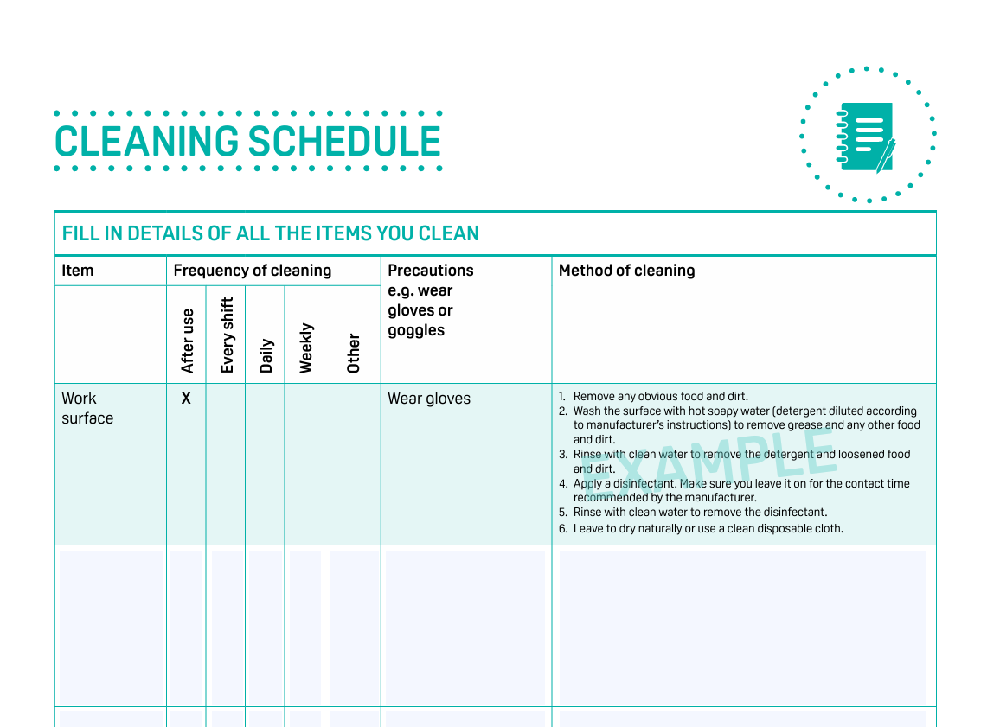 CLEANING SCHEDULE
FILL IN DETAILS OF ALL THE ITEMS YOU CLEAN
Item
Frequency of cleaning
Precautions
e.g. wear
gloves or
goggles
Method of cleaning
After use
Every shift
Daily
Weekly
Other
Work
surface
X
Wear gloves
1. Remove any obvious food and dirt.
2. Wash the surface with hot soapy water (detergent diluted according
to manufacturer's instructions) to remove grease and any other food
and dirt.
3. Rinse with clean water to remove the detergent and loosened food
and dirt.
4. Apply a disinfectant. Make sure you leave it on for the contact time
recommended by the manufacturer.
5. Rinse with clean water to remove the disinfectant.
6. Leave to dry naturally or use a clean disposable cloth.
EXAMPLE